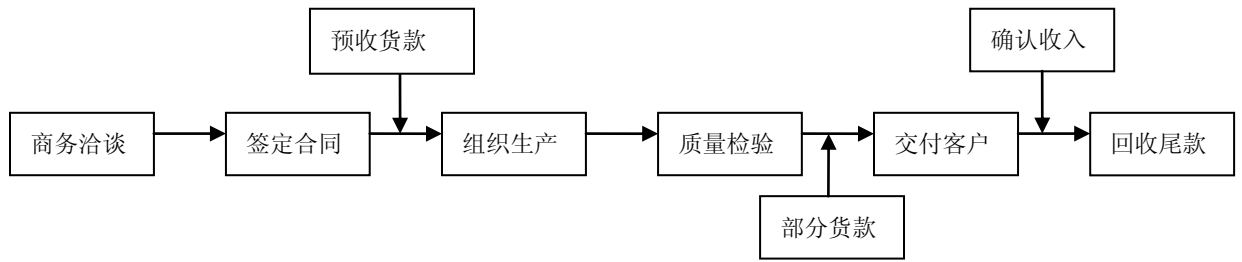 预收货款
确认收入
商务洽谈
签定合同
组织生产
质量检验
交付客户
回收尾款
部分货款